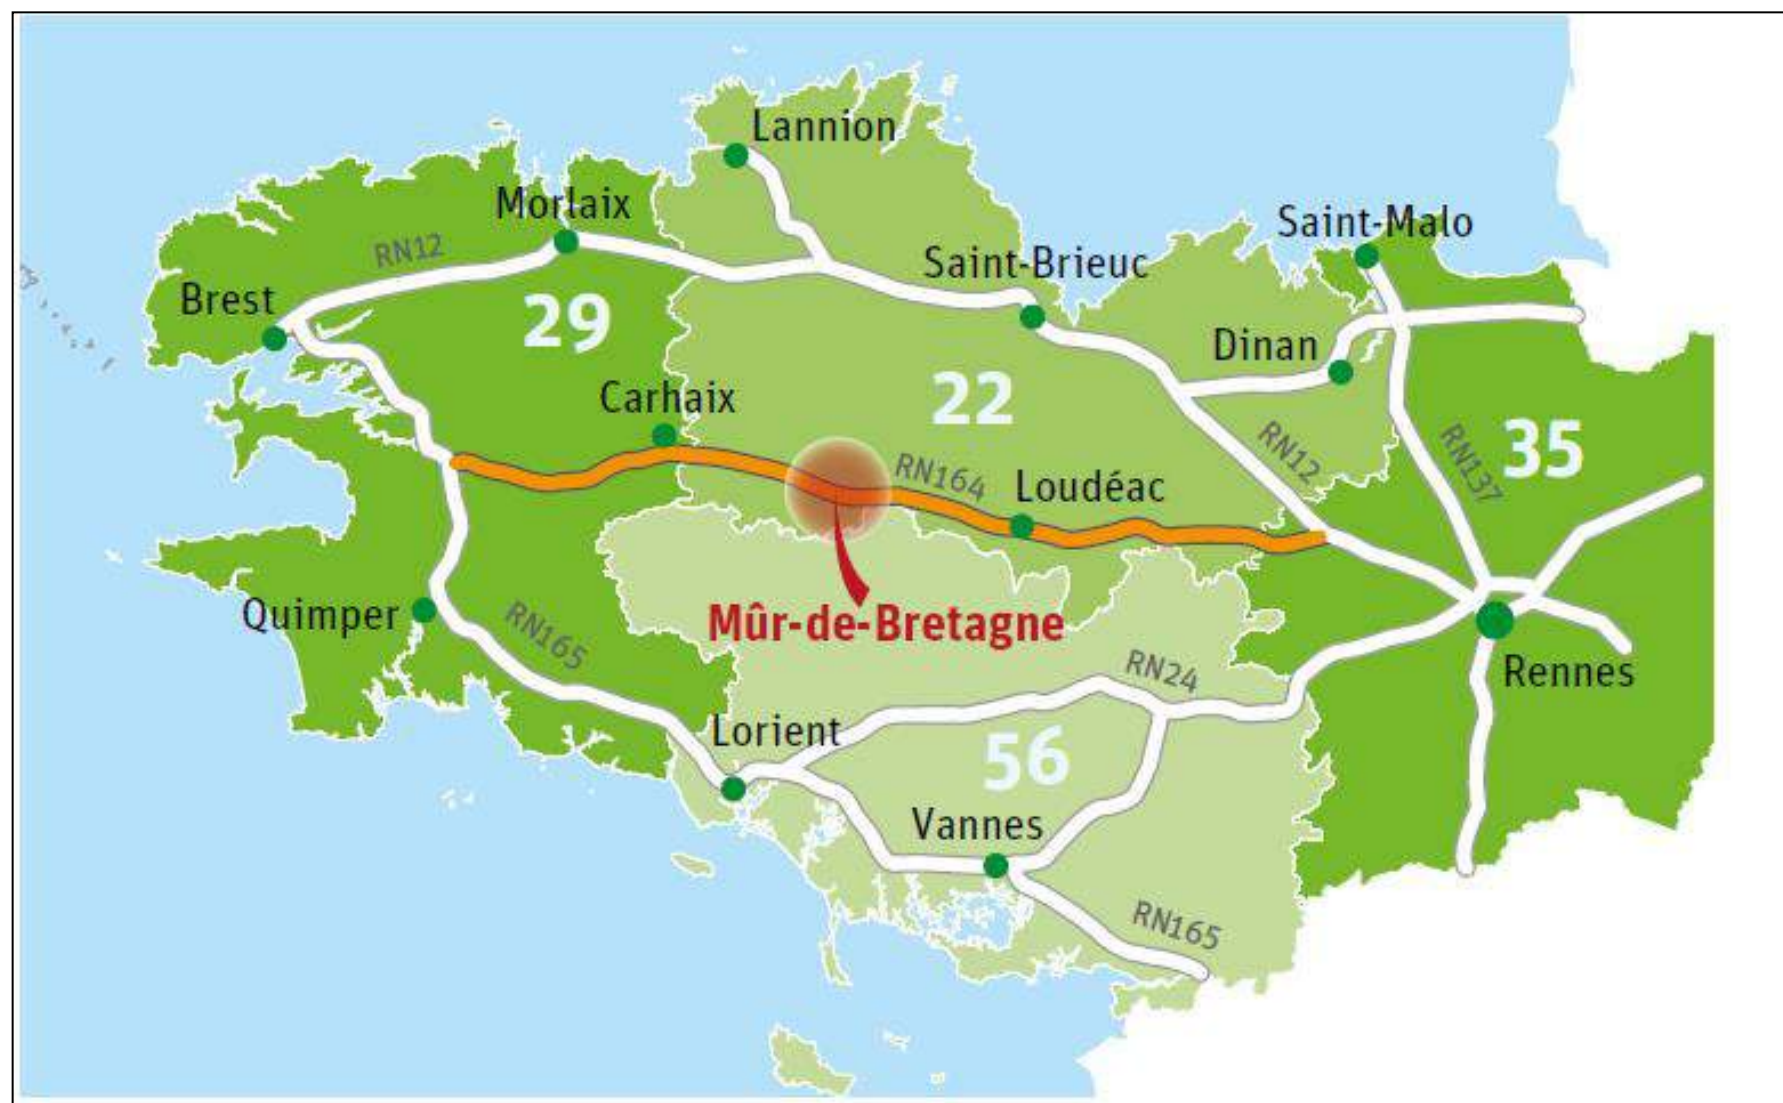 Lannion
Morlaix
Saint-Malo
RN12
Saint-Brieuc
Brest
29
Dinan
Carhaix
22
RN12
RN137
35
RN164
Loudéac
Quimper
RN165
Mûr-de-Bretagne
RN24
Rennes
Lorient
56
Vannes
RN165